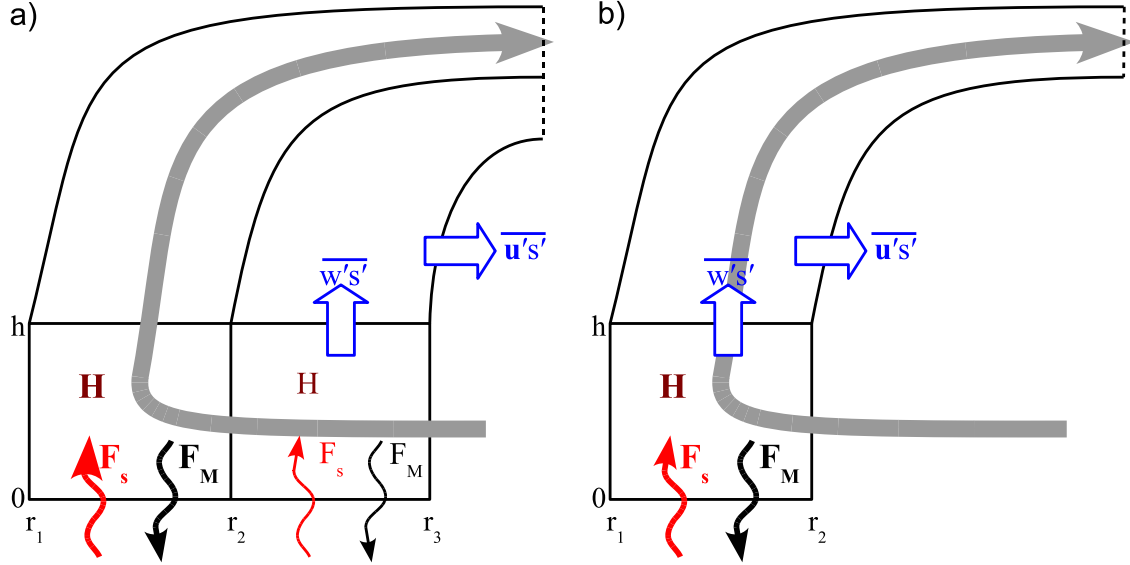 a)
w's'
u's'
h
H
H
F_s
F_M
F_s
F_M
0
r_1
r_2
r_3
b)
w's'
u's'
h
H
F_s
F_M
0
r_1
r_2